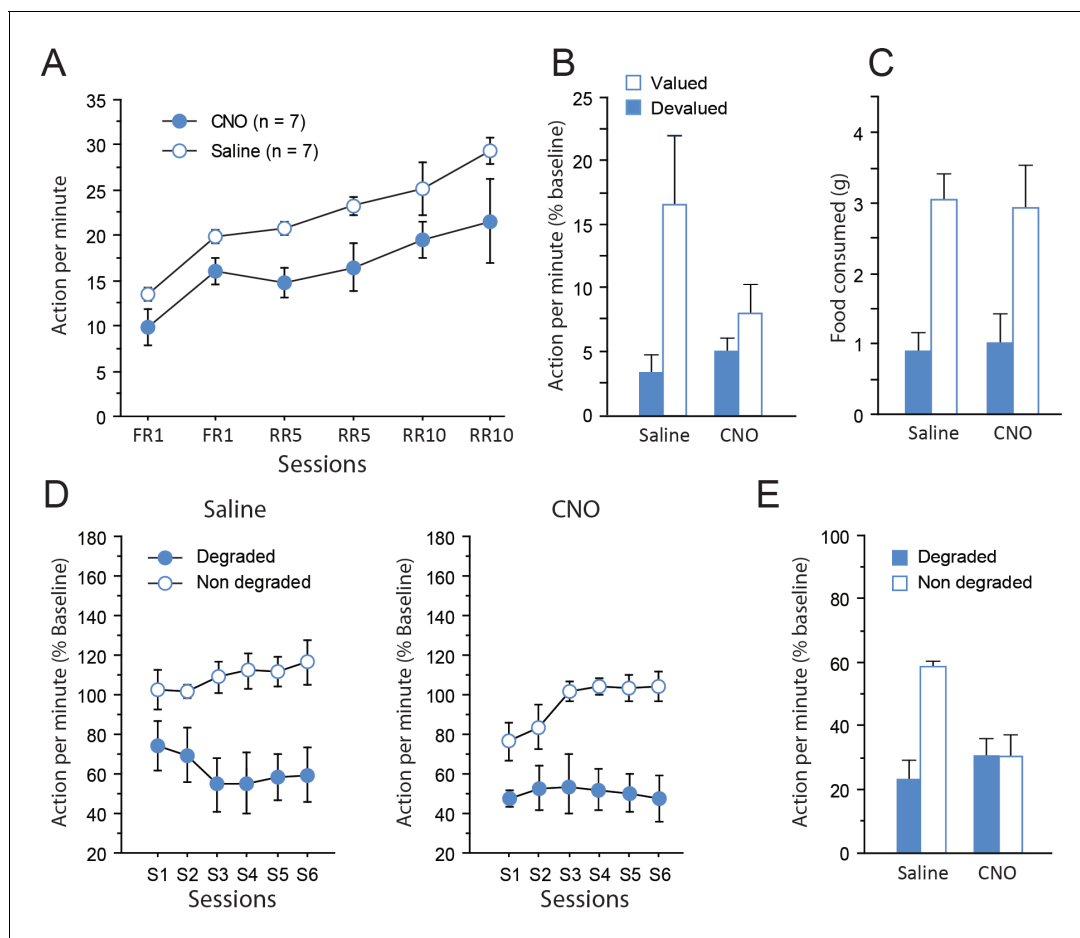 A
Action per minute
35
30
25
20
15
10
5
0
CNO (n = 7)
Saline (n = 7)
FR1 FR1 RR5 RR5 RR10 RR10
Sessions
B
Valued
Devalued
Action per minute (% baseline)
25
20
15
10
5
0
Saline CNO
C
Food consumed (g)
4
3
2
1
0
Saline CNO
D
Saline
Action per minute (% Baseline)
180
160
140
120
100
80
60
40
20
Degraded
Non degraded
S1 S2 S3 S4 S5 S6
Sessions
CNO
Action per minute (% Baseline)
180
160
140
120
100
80
60
40
20
S1 S2 S3 S4 S5 S6
Sessions
E
Action per minute (% baseline)
100
80
60
40
20
0
Degraded
Non degraded
Saline CNO